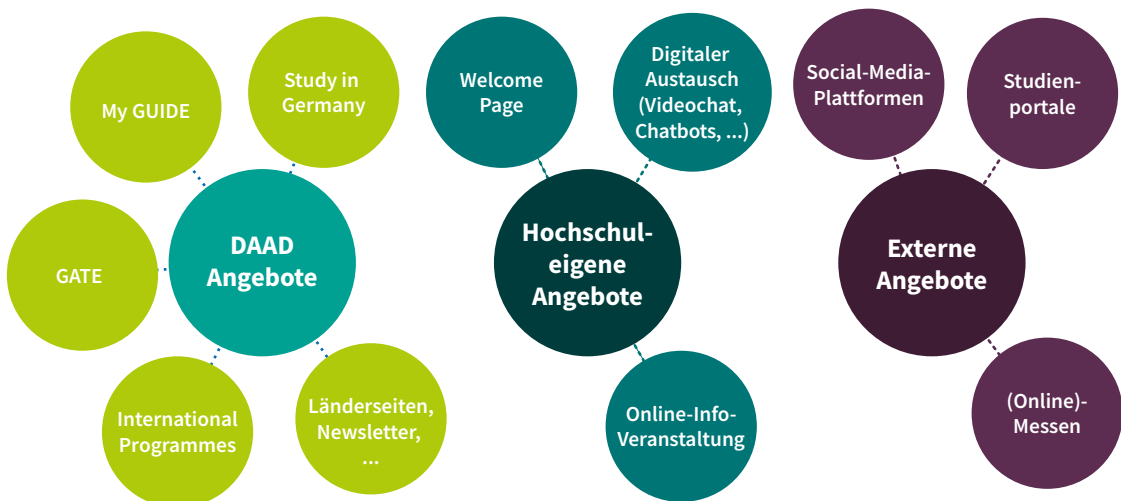 My GUIDE
Study in
Germany
GATE
DAAD
Angebote
International
Programmes
Länderseiten,
Newsletter,
...
Welcome
Page
Digitaler
Austausch
(Videochat,
Chatbots, ...)
Hochschul-
eigene
Angebote
Online-Info-
Veranstaltung
Social-Media-
Plattformen
Studien-
portale
Externe
Angebote
(Online)-
Messen